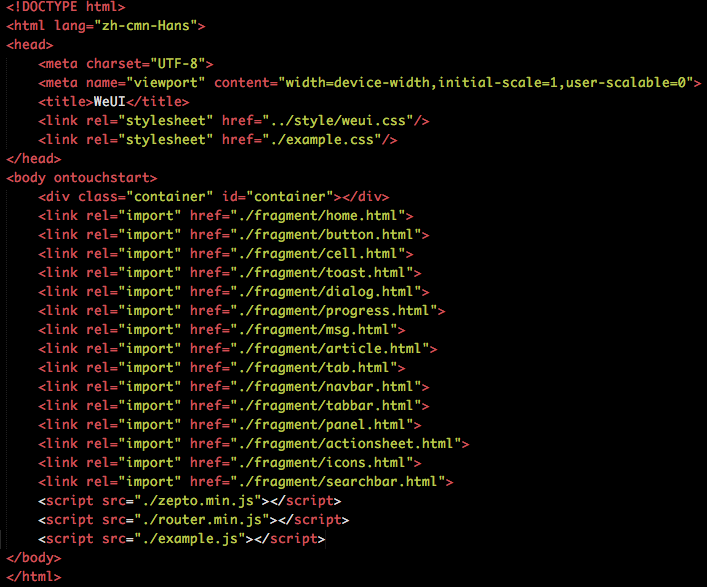 <!DOCTYPE html>
<html lang="zh-cmn-Hans">
<head>
    <meta charset="UTF-8">
    <meta name="viewport" content="width=device-width,initial-scale=1,user-scalable=0">
    <title>WeUI</title>
    <link rel="stylesheet" href="../style/weui.css"/>
    <link rel="stylesheet" href="./example.css"/>
</head>
<body ontouchstart>
    <div class="container" id="container"></div>
    <link rel="import" href="./fragment/home.html">
    <link rel="import" href="./fragment/button.html">
    <link rel="import" href="./fragment/cell.html">
    <link rel="import" href="./fragment/toast.html">
    <link rel="import" href="./fragment/dialog.html">
    <link rel="import" href="./fragment/progress.html">
    <link rel="import" href="./fragment/msg.html">
    <link rel="import" href="./fragment/article.html">
    <link rel="import" href="./fragment/tab.html">
    <link rel="import" href="./fragment/navbar.html">
    <link rel="import" href="./fragment/tabbar.html">
    <link rel="import" href="./fragment/panel.html">
    <link rel="import" href="./fragment/actionsheet.html">
    <link rel="import" href="./fragment/icons.html">
    <link rel="import" href="./fragment/searchbar.html">
    <script src="./zepto.min.js"></script>
    <script src="./router.min.js"></script>
    <script src="./example.js"></script>
</body>
</html>